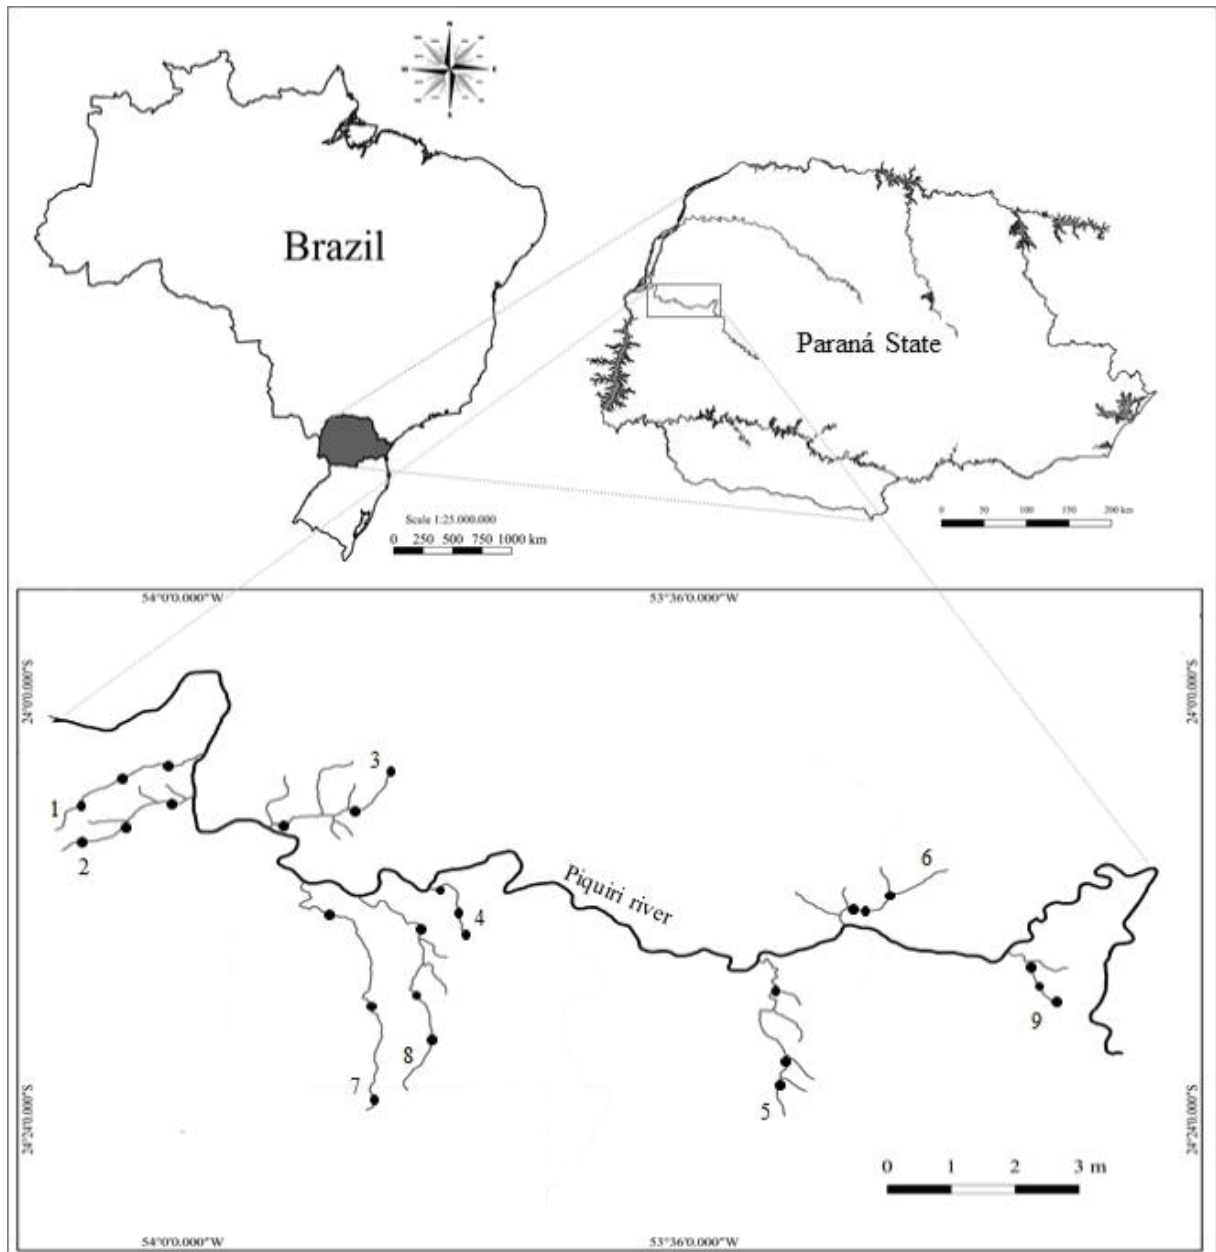 N
W
E
S
Brazil
Paraná State
Scale 1:25.000.000
0 250 500 750 1000 km
0 50 100 150 200 km
54°0'0.000"W
53°36'0.000"W
24°0'0.000"S
24°0'0.000"S
3
1
2
6
Piquiri river
4
9
8
7
5
24°24'0.000"S
24°24'0.000"S
0 1 2 3 m
54°0'0.000"W
53°36'0.000"W